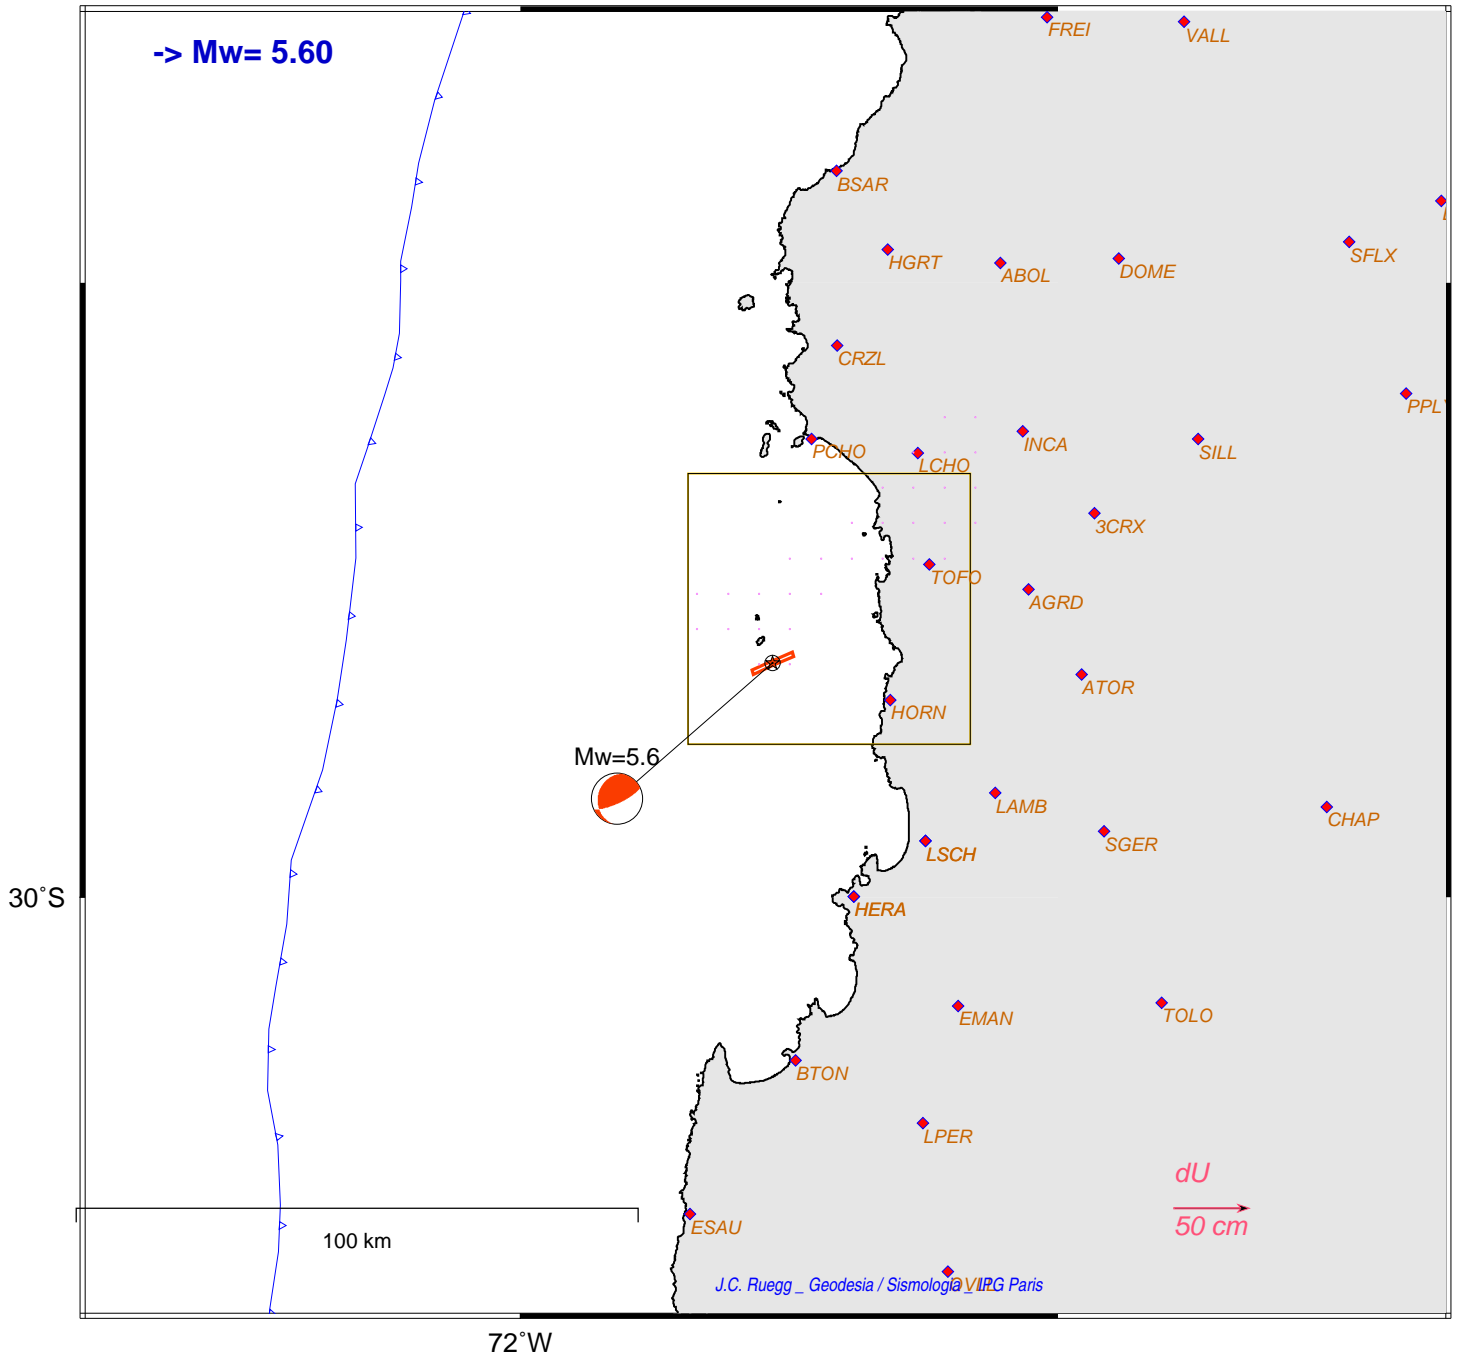 FREI
VALL
-> Mw= 5.60
BSAR
SFLX
HGRT
ABOL
DOME
CRZL
PPL
PCHO
LCHO
INCA
SILL
3CRX
TOFO
AGRD
ATOR
HORN
Mw=5.6
LAMB
CHAP
SGER
LSCH
30°S
HERA
EMAN
TOLO
BTON
LPER
dU
ESAU
50 cm
100 km
J.C. Ruegg _ Geodesia / Sismologia _ IPG Paris
72°W